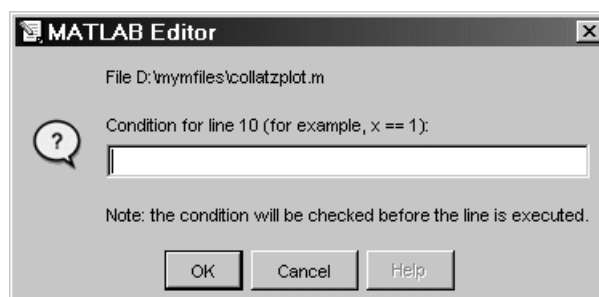 MATLAB Editor
File D:\mymfiles\collatzplot.m
?
Condition for line 10 (for example, x == 1):
Note: the condition will be checked before the line is executed.
OK Cancel Help